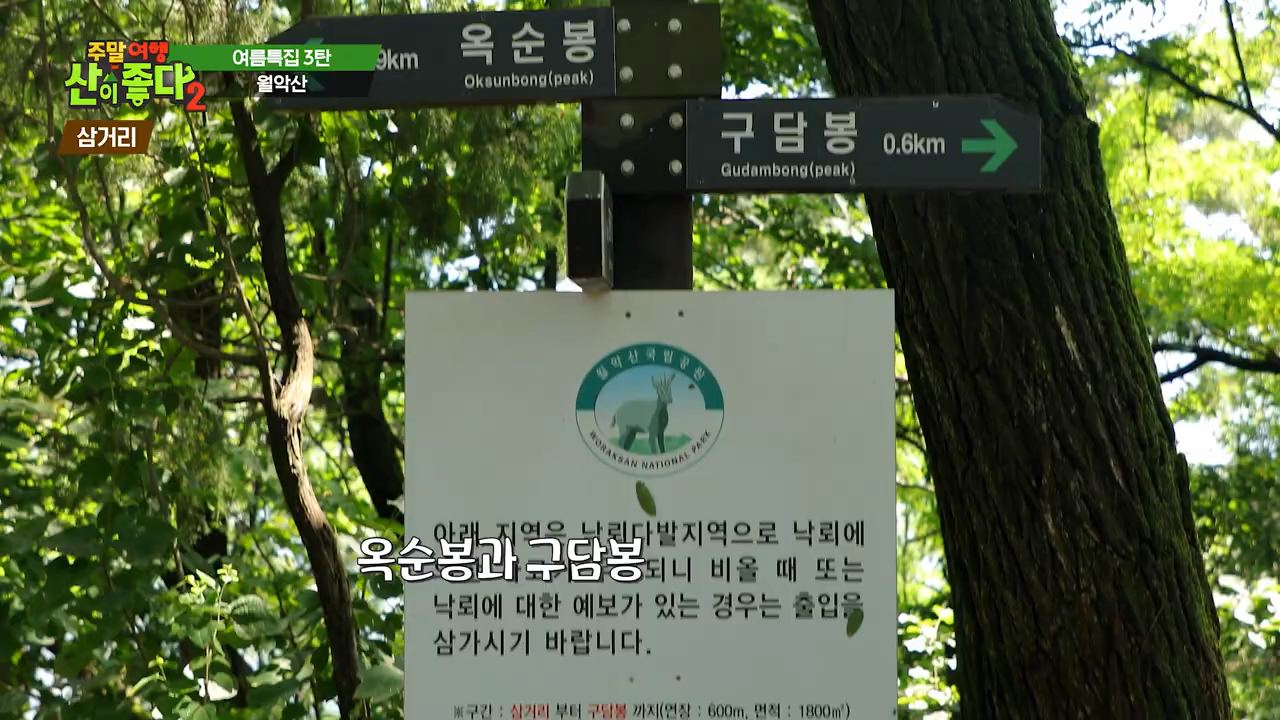 주말여행
산이 좋다2
여름특집 3탄
월악산
삼거리
9km
옥순봉
Oksunbong(peak)
구담봉
0.6km
Gudambong(peak)
월악산국립공원
WORAKSAN NATIONAL PARK
아래 지역은 낙뢰다발지역으로 낙뢰에
되니 비올 때 또는
낙뢰에 대한 예보가 있는 경우는 출입을
삼가시기 바랍니다.
옥순봉과 구담봉
※구간 : 삼거리 부터 구담봉 까지(연장 : 600m, 면적 : 1800㎡)